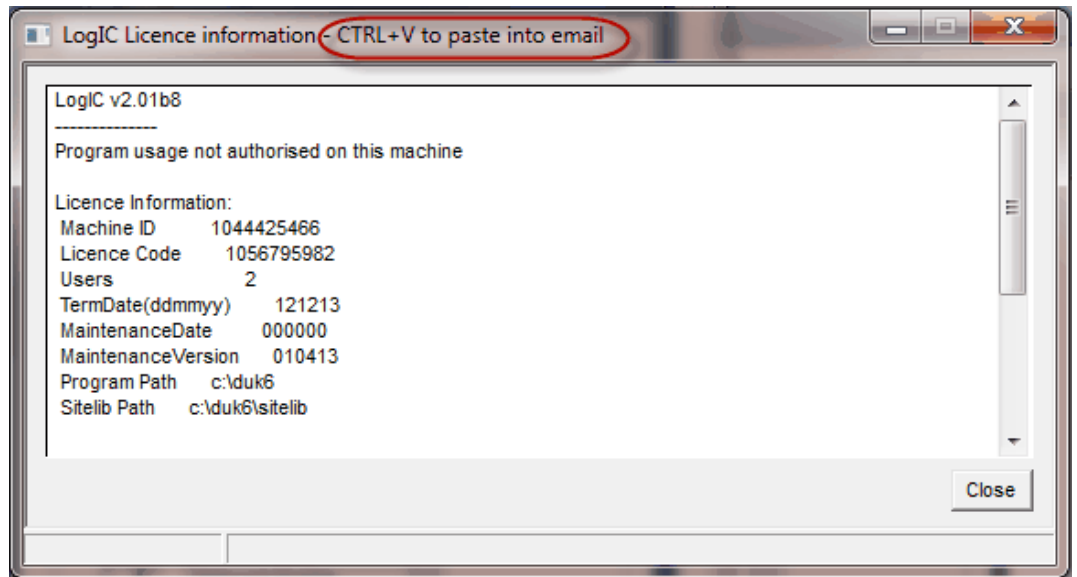 LogIC Licence information - CTRL+V to paste into email
LogIC v2.01b8
--------------
Program usage not authorised on this machine
Licence Information:
Machine ID 1044425466
Licence Code 1056795982
Users 2
TermDate(ddmmyy) 121213
MaintenanceDate 000000
MaintenanceVersion 010413
Program Path c:\duk6
Sitelib Path c:\duk6\sitelib
Close